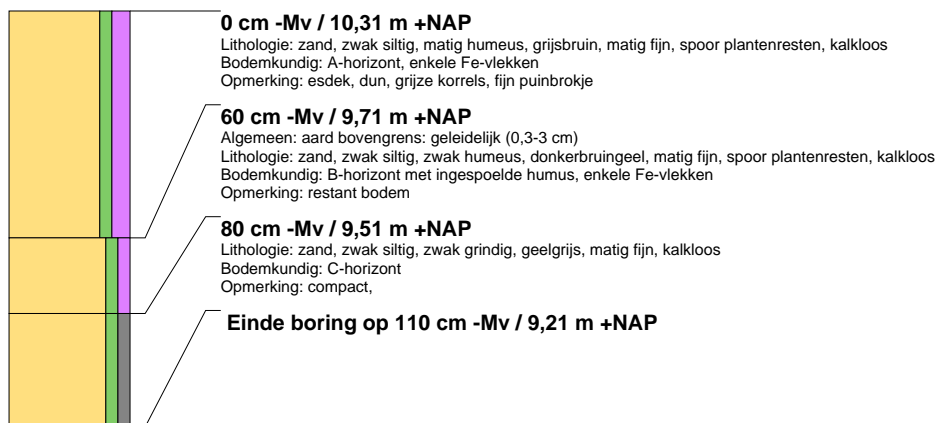 0 cm -Mv / 10,31 m +NAP
Lithologie: zand, zwak siltig, matig humeus, grijsbruin, matig fijn, spoor plantenresten, kalkloos
Bodemkundig: A-horizont, enkele Fe-vlekken
Opmerking: esdek, dun, grijze korrels, fijn puinbrokje
60 cm -Mv / 9,71 m +NAP
Algemeen: aard bovengrens: geleidelijk (0,3-3 cm)
Lithologie: zand, zwak siltig, zwak humeus, donkerbruingeel, matig fijn, spoor plantenresten, kalkloos
Bodemkundig: B-horizont met ingespoelde humus, enkele Fe-vlekken
Opmerking: restant bodem
80 cm -Mv / 9,51 m +NAP
Lithologie: zand, zwak siltig, zwak grindig, geelgrijs, matig fijn, kalkloos
Bodemkundig: C-horizont
Opmerking: compact,
Einde boring op 110 cm -Mv / 9,21 m +NAP